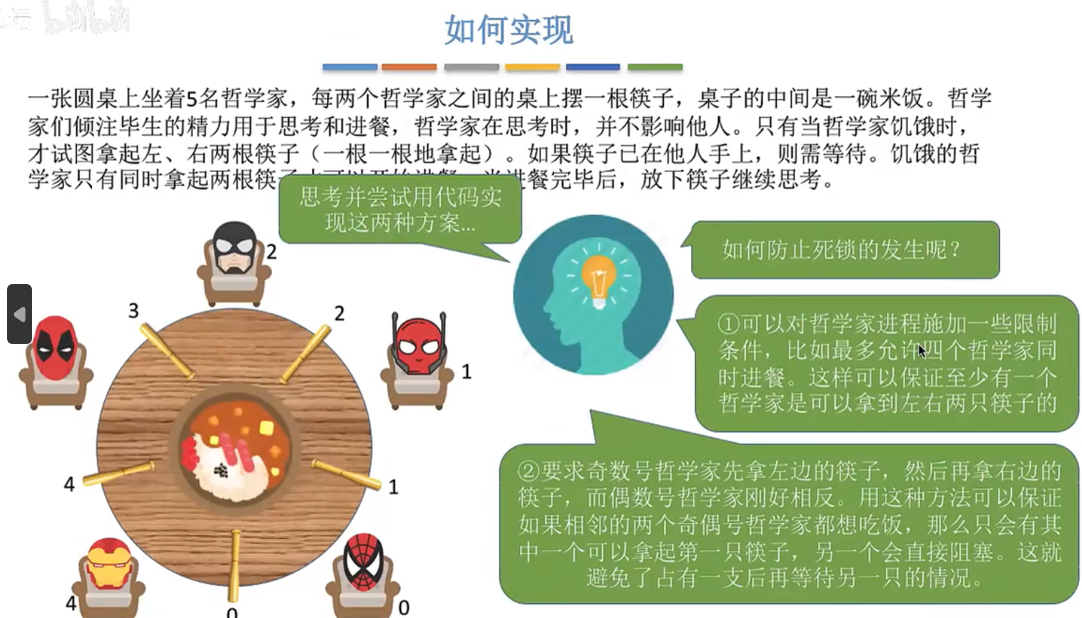 bilibili
如何实现
一张圆桌上坐着5名哲学家，每两个哲学家之间的桌上摆一根筷子，桌子的中间是一碗米饭。哲学
家们倾注毕生的精力用于思考和进餐，哲学家在思考时，并不影响他人。只有当哲学家饥饿时，
才试图拿起左、右两根筷子（一根一根地拿起）。如果筷子已在他人手上，则需等待。饥饿的哲
学家只有同时拿起两根筷子才可以开始进餐，当进餐完毕后，放下筷子继续思考。
思考并尝试用代码实
现这两种方案...
如何防止死锁的发生呢？
①可以对哲学家进程施加一些限制
条件，比如最多允许四个哲学家同
时进餐。这样可以保证至少有一个
哲学家是可以拿到左右两只筷子的
②要求奇数号哲学家先拿左边的筷子，然后再拿右边的
筷子，而偶数号哲学家刚好相反。用这种方法可以保证
如果相邻的两个奇偶号哲学家都想吃饭，那么只会有其
中一个可以拿起第一只筷子，另一个会直接阻塞。这就
避免了占有一支后再等待另一只的情况。
2
3
2
1
4
1
4
0
0